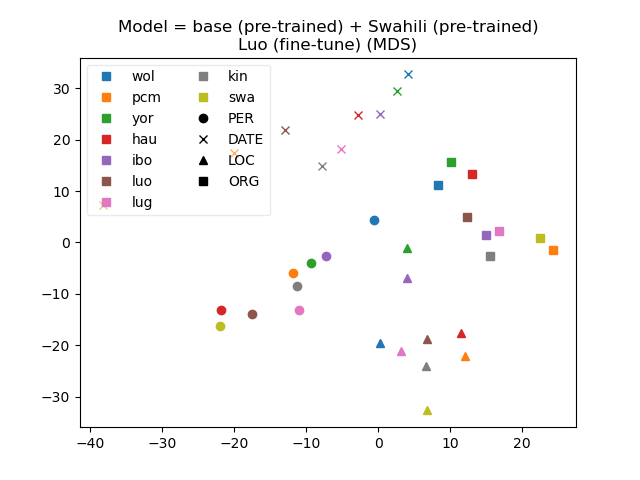 Model = base (pre-trained) + Swahili (pre-trained)
Luo (fine-tune) (MDS)
wol kin
pcm swa
yor PER
hau DATE
ibo LOC
luo ORG
lug
30
20
10
0
−10
−20
−30
−40 −30 −20 −10 0 10 20